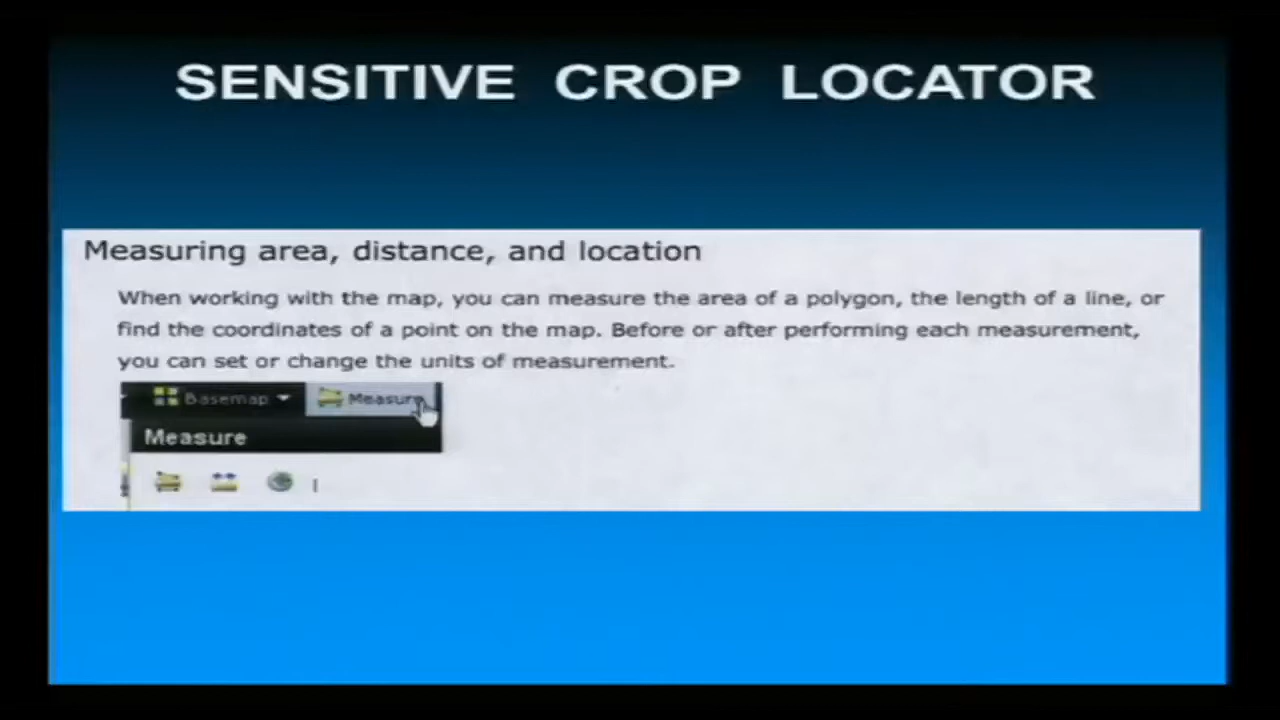 SENSITIVE CROP LOCATOR
Measuring area, distance, and location
When working with the map, you can measure the area of a polygon, the length of a line, or
find the coordinates of a point on the map. Before or after performing each measurement,
you can set or change the units of measurement.
Basemap Measure
Measure